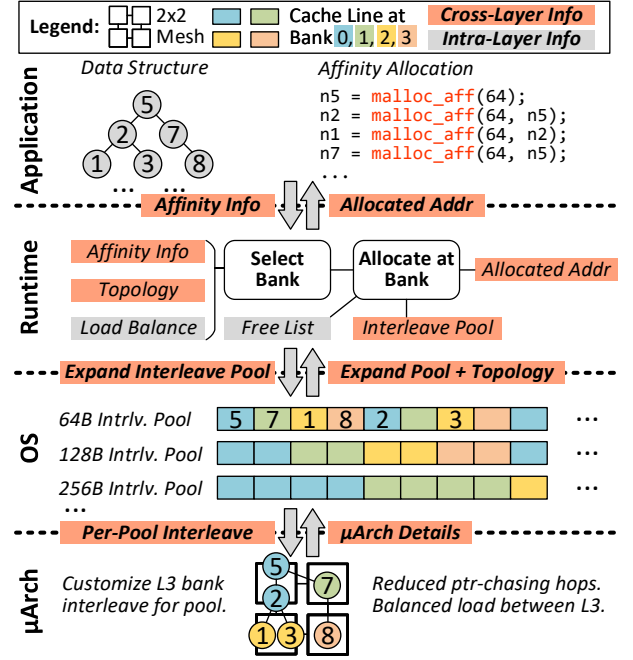 Legend: 2x2 Mesh Cache Line at Bank 0, 1, 2, 3 Cross-Layer Info Intra-Layer Info
Application
Data Structure
5
2 7
1 3 8
... ...
Affinity Allocation
n5 = malloc_aff(64);
n2 = malloc_aff(64, n5);
n1 = malloc_aff(64, n2);
n7 = malloc_aff(64, n5);
...
Affinity Info Allocated Addr
Runtime
Affinity Info
Topology
Load Balance
Select Bank
Allocate at Bank
Allocated Addr
Free List
Interleave Pool
Expand Interleave Pool Expand Pool + Topology
OS
64B Intrlv. Pool 5 7 1 8 2 3 ...
128B Intrlv. Pool ...
256B Intrlv. Pool ...
...
Per-Pool Interleave μArch Details
μArch
Customize L3 bank
interleave for pool.
5
7
2
1 3 8
Reduced ptr-chasing hops.
Balanced load between L3.